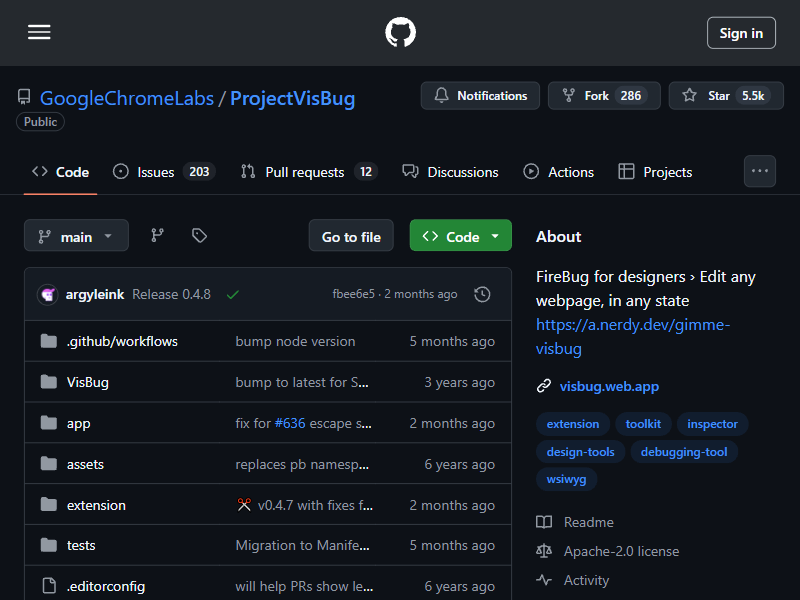 Sign in
GoogleChromeLabs / ProjectVisBug
Public
Notifications
Fork 286
Star 5.5k
Code
Issues 203
Pull requests 12
Discussions
Actions
Projects
main
Go to file
Code
argyleink Release 0.4.8
fbee6e5 · 2 months ago
.github/workflows bump node version 5 months ago
VisBug bump to latest for S... 3 years ago
app fix for #636 escape s... 2 months ago
assets replaces pb namesp... 6 years ago
extension v0.4.7 with fixes f... 2 months ago
tests Migration to Manife... 5 months ago
.editorconfig will help PRs show le... 6 years ago
About
FireBug for designers › Edit any
webpage, in any state
https://a.nerdy.dev/gimme-
visbug
visbug.web.app
extension toolkit inspector
design-tools debugging-tool
wsiwyg
Readme
Apache-2.0 license
Activity